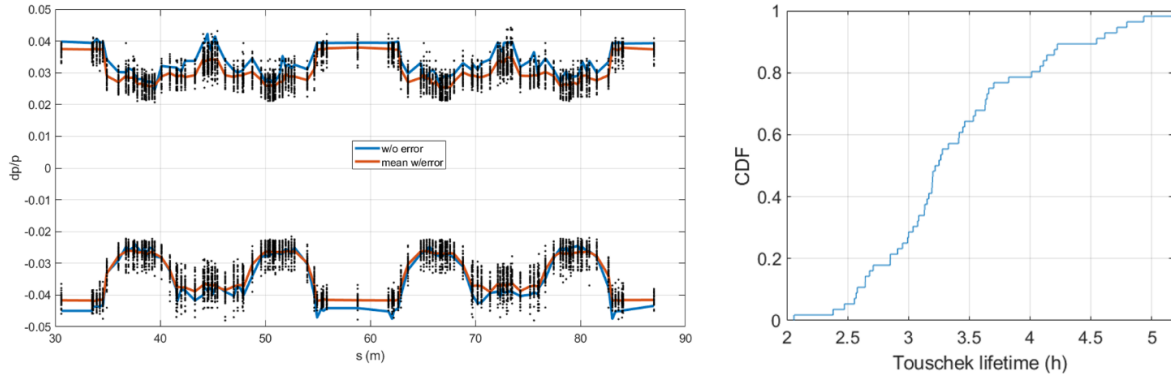 0.05
0.04
0.03
0.02
0.01
0
-0.01
-0.02
-0.03
-0.04
-0.05
dp/p
30 40 50 60 70 80 90
s (m)
w/o error
mean w/error
1
0.8
0.6
0.4
0.2
0
CDF
2 2.5 3 3.5 4 4.5 5
Touschek lifetime (h)